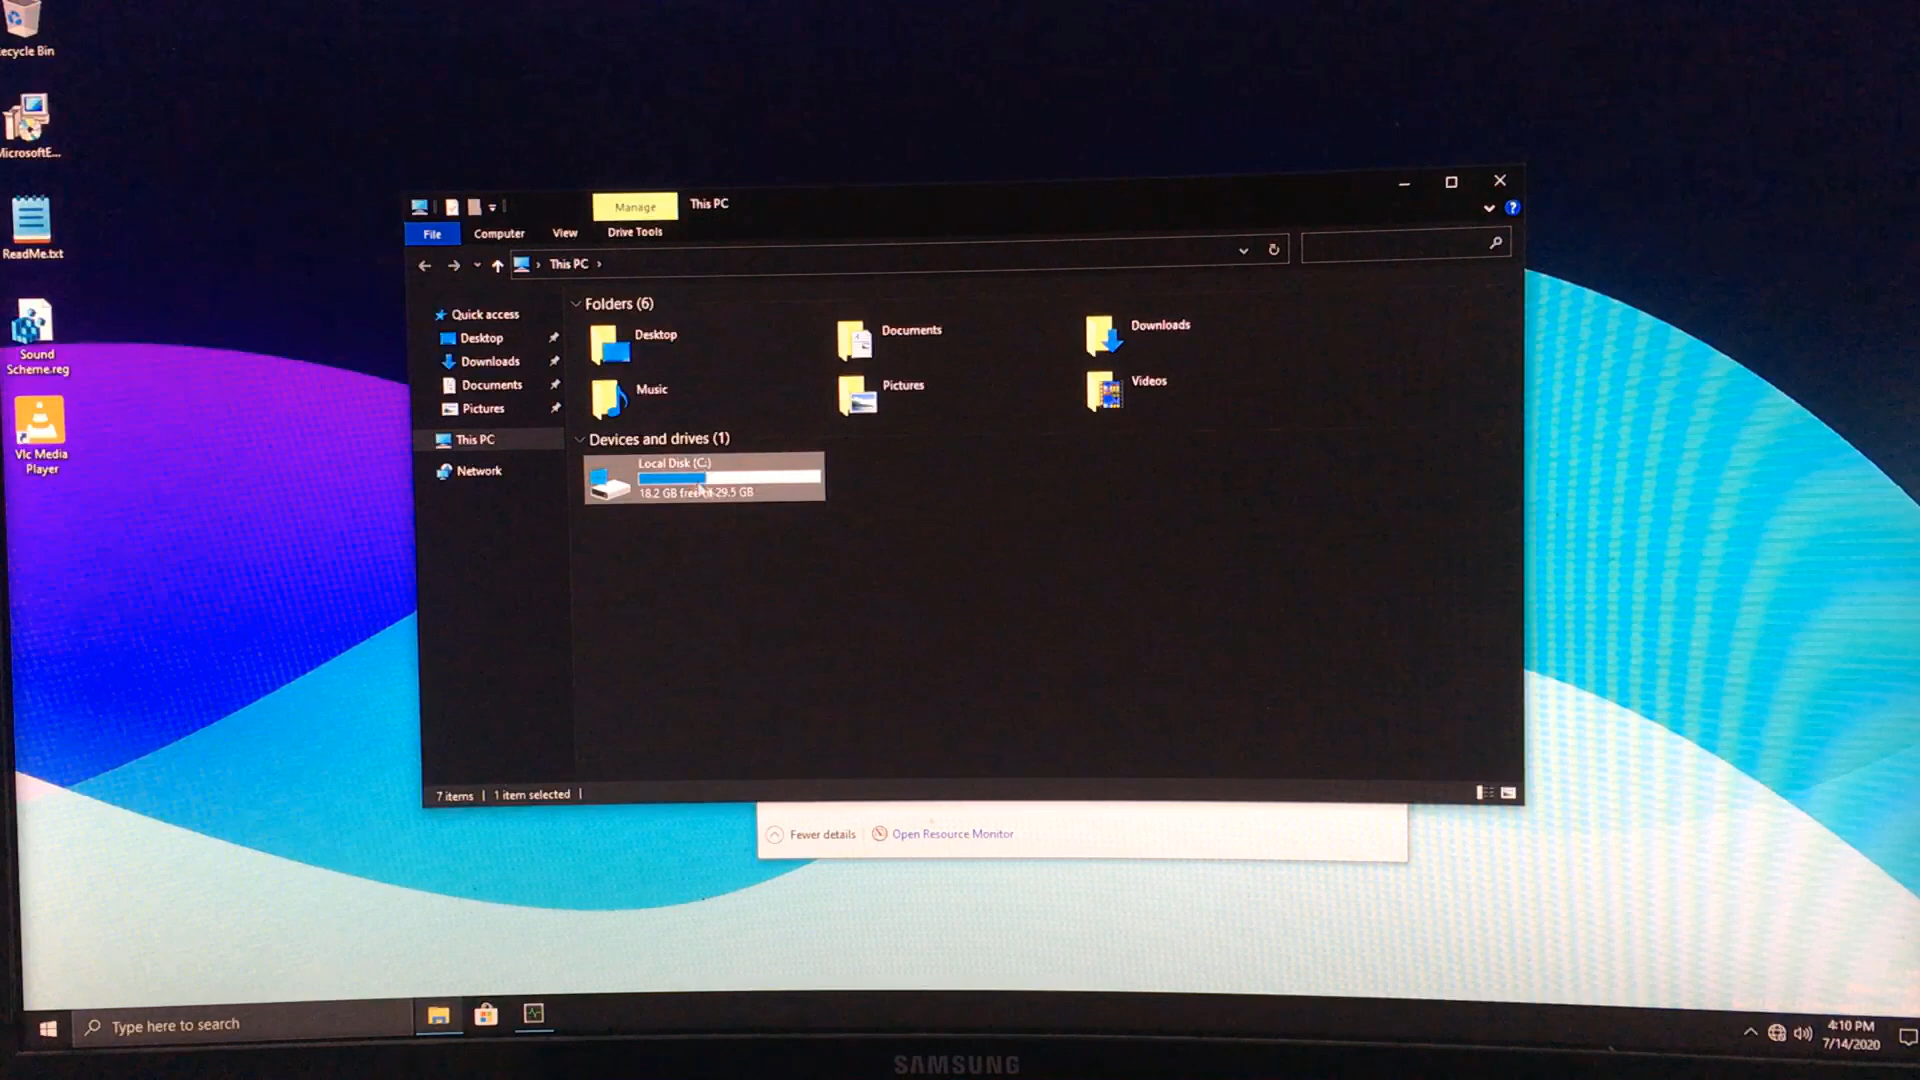 ecycle Bin
MicrosoftE...
ReadMe.txt
Sound
Scheme.reg
Vlc Media
Player
Manage
This PC
File
Computer
View
Drive Tools
This PC
Quick access
Desktop
Downloads
Documents
Pictures
This PC
Network
Folders (6)
Desktop
Documents
Downloads
Music
Pictures
Videos
Devices and drives (1)
Local Disk (C:)
18.2 GB free of 29.5 GB
7 items
1 item selected
Fewer details
Open Resource Monitor
Type here to search
4:10 PM
7/14/2020
SAMSUNG